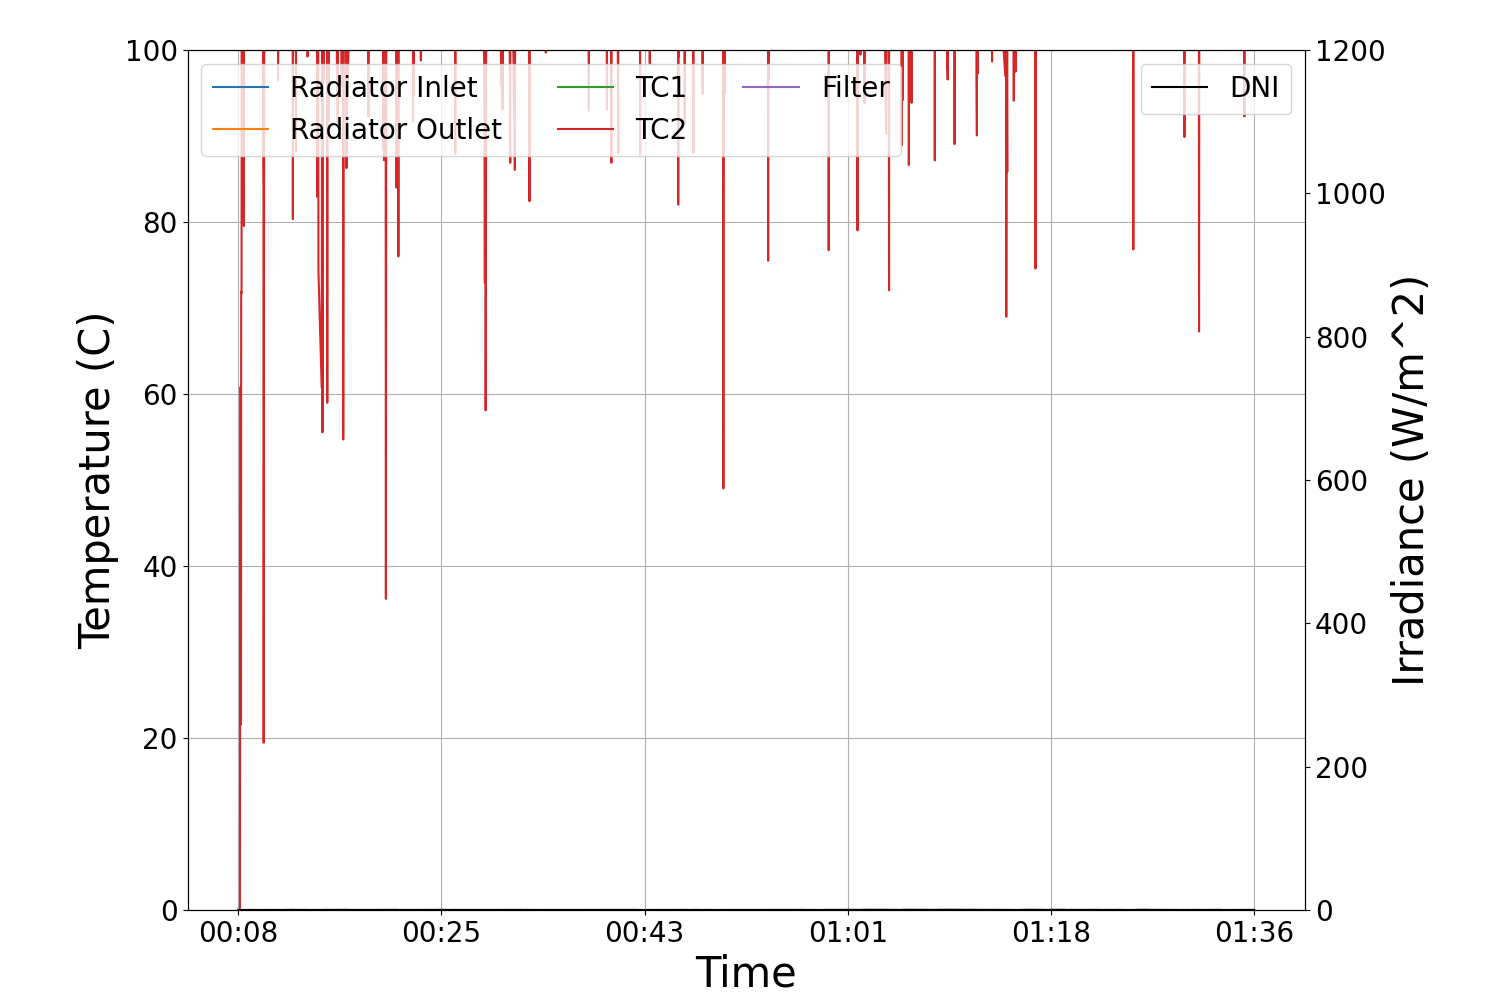 100
80
60
40
20
0
Temperature (C)
Radiator Inlet
Radiator Outlet
TC1
TC2
Filter
DNI
1200
1000
800
600
400
200
0
Irradiance (W/m^2)
00:08
00:25
00:43
01:01
01:18
01:36
Time